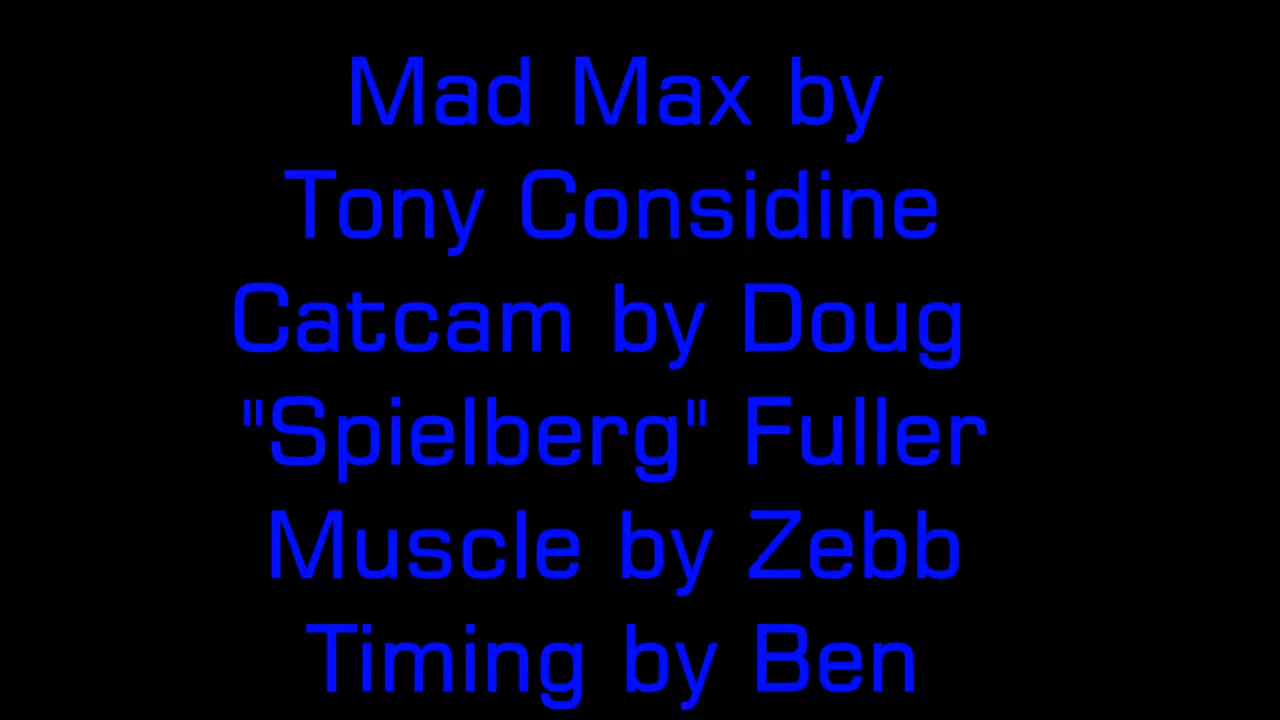 Mad Max by
Tony Considine
Catcam by Doug
"Spielberg" Fuller
Muscle by Zebb
Timing by Ben